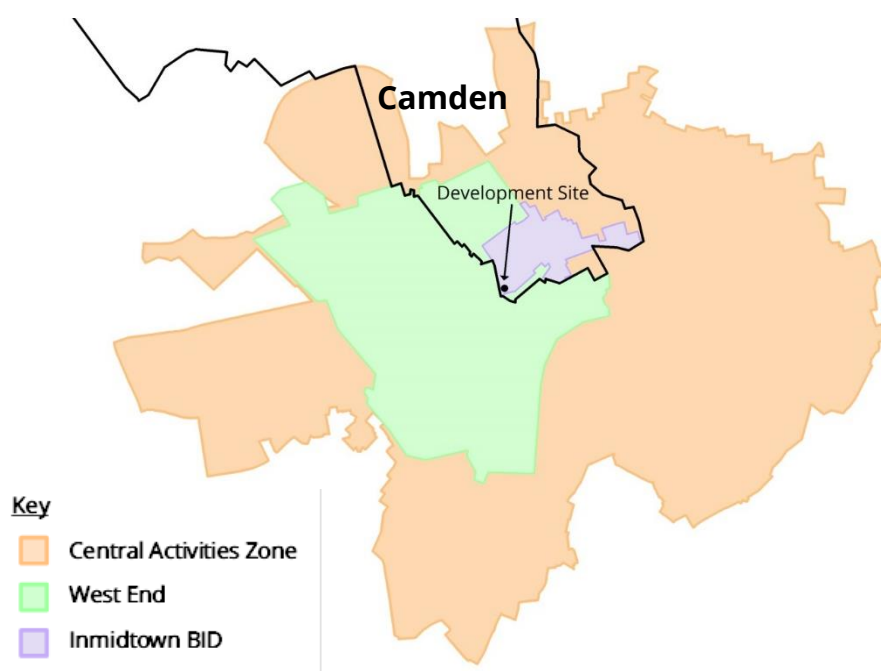 Camden
Development Site
Key
Central Activities Zone
West End
Inmidtown BID